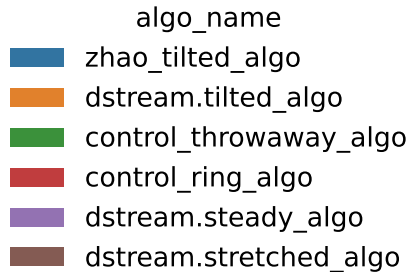 algo_name
zhao_tilted_algo
dstream.tilted_algo
control_throwaway_algo
control_ring_algo
dstream.steady_algo
dstream.stretched_algo